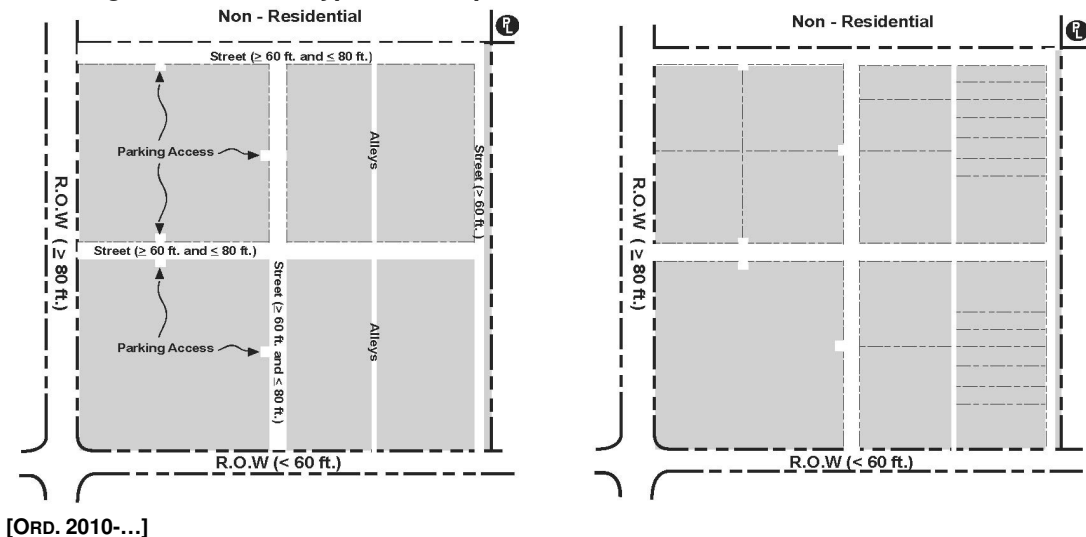 Non - Residential
PL
Street (≥ 60 ft. and ≤ 80 ft.)
Parking Access
Alleys
Street (> 60 ft.)
R.O.W (≥ 80 ft.)
Street (≥ 60 ft. and ≤ 80 ft.)
Street (≥ 60 ft. and ≤ 80 ft.)
Parking Access
Alleys
R.O.W (< 60 ft.)
Non - Residential
PL
R.O.W (≥ 80 ft.)
R.O.W (< 60 ft.)
[ORD. 2010-...]